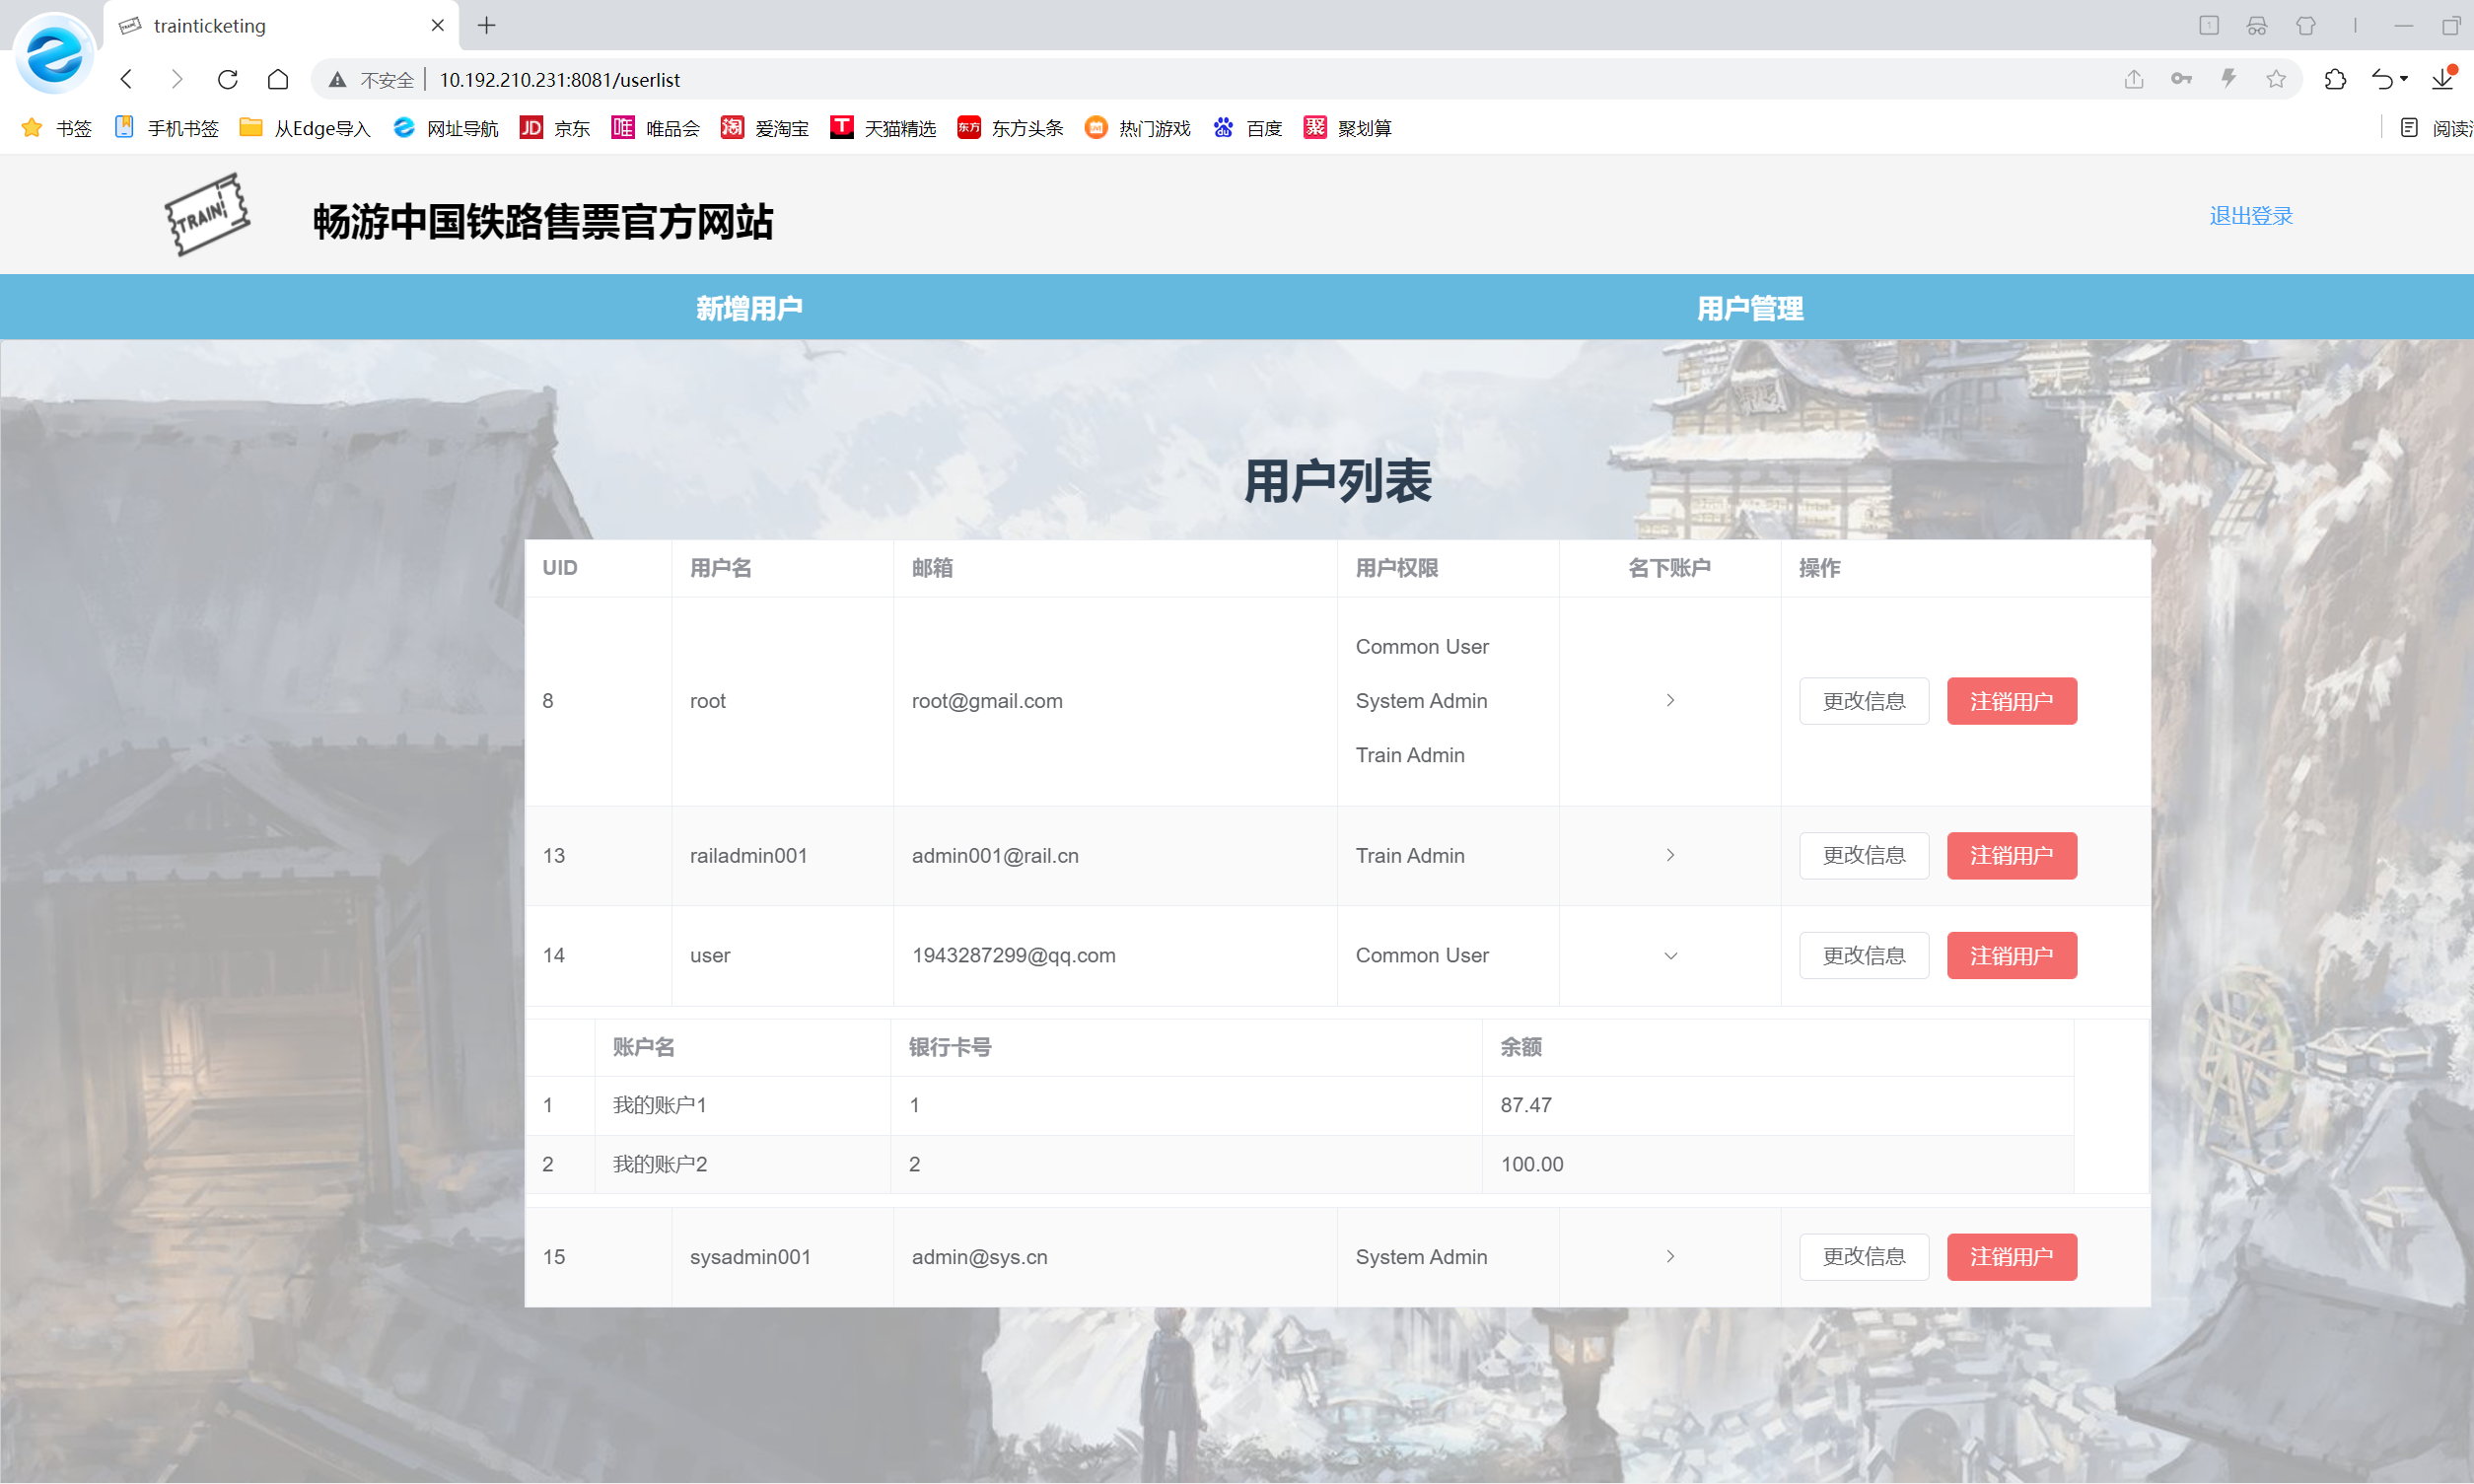 trainticketing
不安全 10.192.210.231:8081/userlist
书签 手机书签 从Edge导入 网址导航 JD 京东 唯 唯品会 淘 爱淘宝 T 天猫精选 东方 东方头条 热门游戏 du 百度 聚 聚划算
TRAIN! 畅游中国铁路售票官方网站 退出登录
新增用户 用户管理
用户列表
UID 用户名 邮箱 用户权限 名下账户 操作
Common User
8 root root@gmail.com System Admin 更改信息 注销用户
Train Admin
13 railadmin001 admin001@rail.cn Train Admin 更改信息 注销用户
14 user 1943287299@qq.com Common User 更改信息 注销用户
账户名 银行卡号 余额
1 我的账户1 1 87.47
2 我的账户2 2 100.00
15 sysadmin001 admin@sys.cn System Admin 更改信息 注销用户